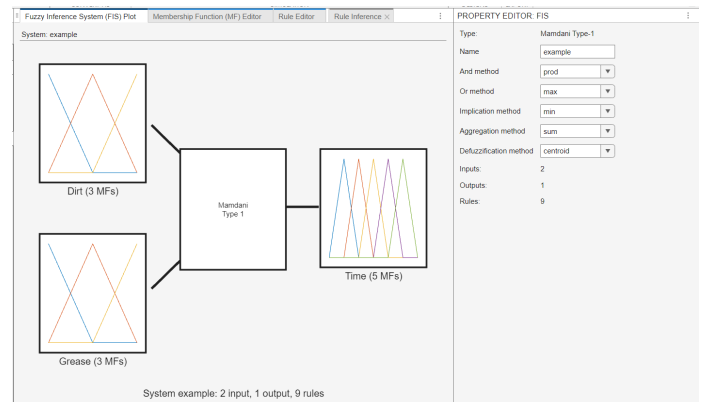 Fuzzy Inference System (FIS) Plot
Membership Function (MF) Editor
Rule Editor
Rule Inference
System: example
Dirt (3 MFs)
Mamdani
Type 1
Time (5 MFs)
Grease (3 MFs)
System example: 2 input, 1 output, 9 rules
PROPERTY EDITOR: FIS
Type: Mamdani Type-1
Name example
And method prod
Or method max
Implication method min
Aggregation method sum
Defuzzification method centroid
Inputs: 2
Outputs: 1
Rules: 9